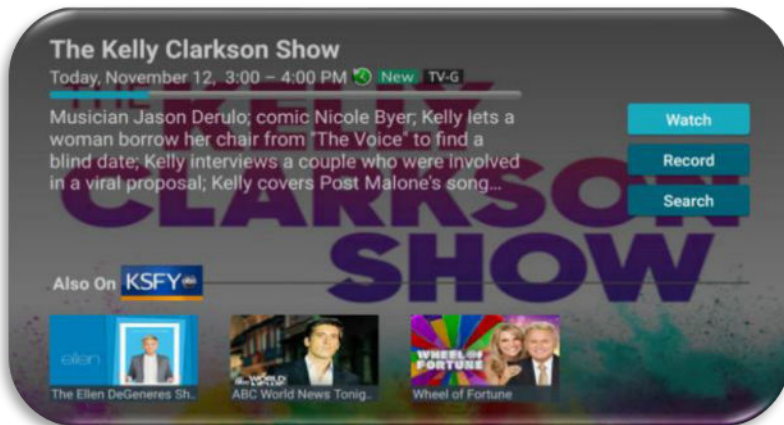 The Kelly Clarkson Show
Today, November 12, 3:00 – 4:00 PM New TV-G
Musician Jason Derulo; comic Nicole Byer; Kelly lets a
woman borrow her chair from "The Voice" to find a
blind date; Kelly interviews a couple who were involved
in a viral proposal; Kelly covers Post Malone's song...
Watch
Record
Search
THE
KELLY
CLARKSON
SHOW
Also On KSFY
ellen
WORLD
WHEEL OF
FORTUNE
The Ellen DeGeneres Sh..
ABC World News Tonig..
Wheel of Fortune